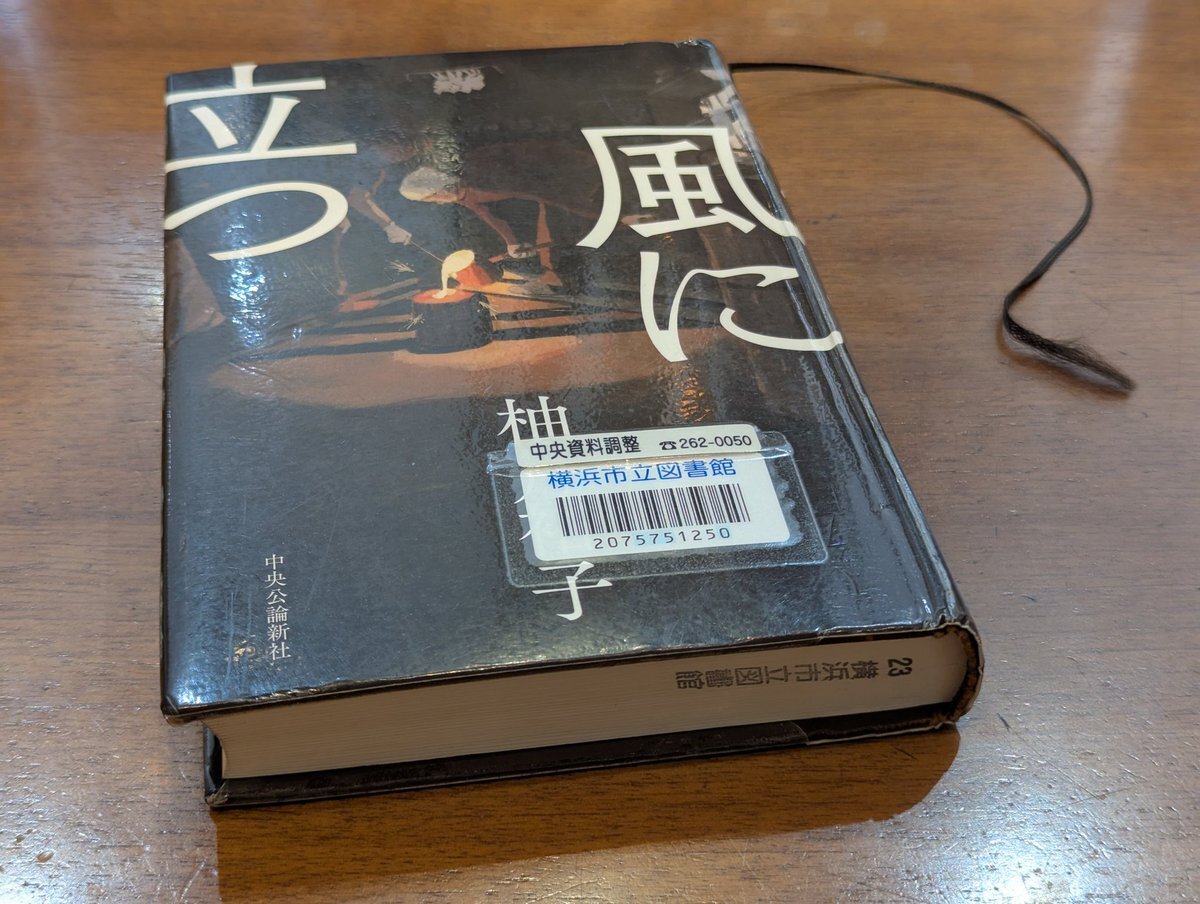 風に
立つ
柚
子
中央公論新社
中央資料調整 ☎262-0050
横浜市立図書館
2075751250
23 横浜市立図書館